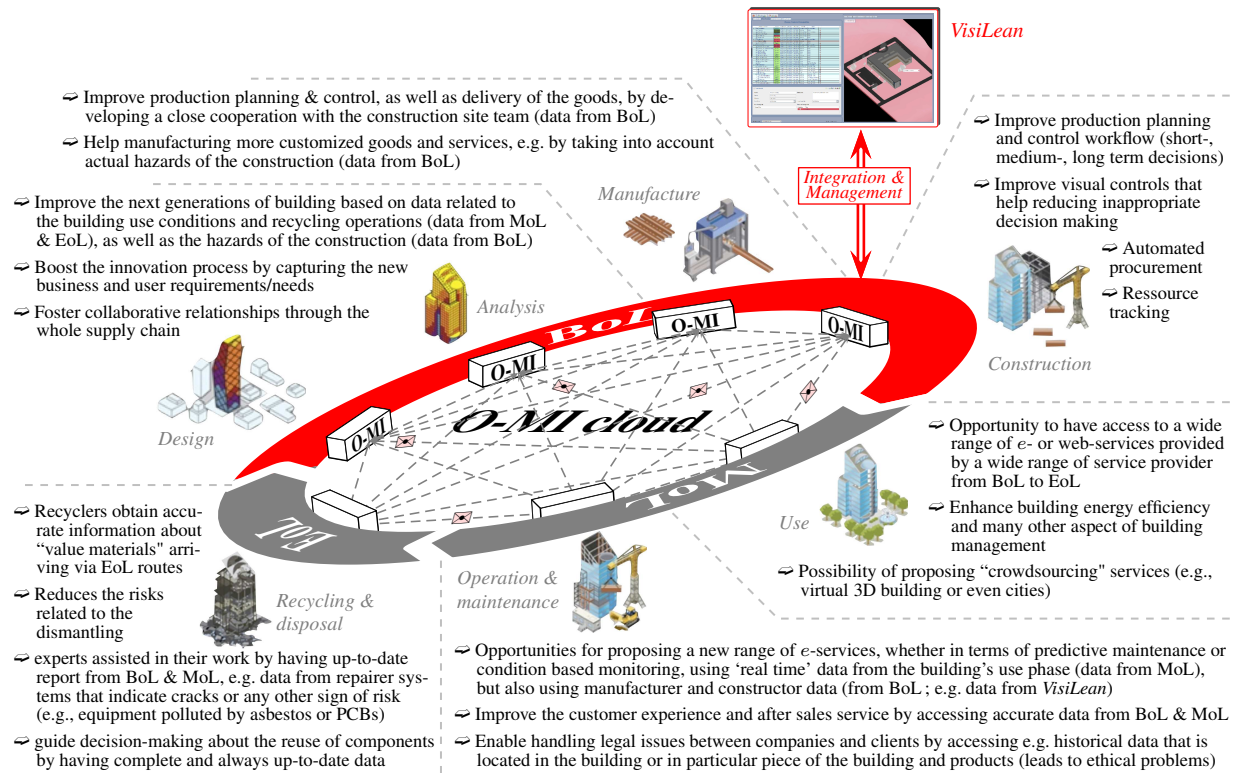 VisiLean
➫ Improve production planning & control, as well as delivery of the goods, by de-
veloping a close cooperation with the construction site team (data from BoL)
➫ Help manufacturing more customized goods and services, e.g. by taking into account
actual hazards of the construction (data from BoL)
Integration &
Management
➫ Improve production planning
and control workflow (short-,
medium-, long term decisions)
➫ Improve visual controls that
help reducing inappropriate
decision making
➫ Automated
procurement
➫ Ressource
tracking
Construction
Manufacture
➫ Improve the next generations of building based on data related to
the building use conditions and recycling operations (data from MoL
& EoL), as well as the hazards of the construction (data from BoL)
➫ Boost the innovation process by capturing the new
business and user requirements/needs
➫ Foster collaborative relationships through the
whole supply chain
Analysis
Design
BoL
O-MI
O-MI
O-MI
O-MI
O-MI cloud
MoL
EoL
➫ Opportunity to have access to a wide
range of e- or web-services provided
by a wide range of service provider
from BoL to EoL
➫ Enhance building energy efficiency
and many other aspect of building
management
➫ Possibility of proposing “crowdsourcing" services (e.g.,
virtual 3D building or even cities)
Use
Operation &
maintenance
Recycling &
disposal
➫ Recyclers obtain accu-
rate information about
“value materials" arri-
ving via EoL routes
➫ Reduces the risks
related to the
dismantling
➫ experts assisted in their work by having up-to-date
report from BoL & MoL, e.g. data from repairer sys-
tems that indicate cracks or any other sign of risk
(e.g., equipment polluted by asbestos or PCBs)
➫ guide decision-making about the reuse of components
by having complete and always up-to-date data
➫ Opportunities for proposing a new range of e-services, whether in terms of predictive maintenance or
condition based monitoring, using ‘real time’ data from the building’s use phase (data from MoL),
but also using manufacturer and constructor data (from BoL ; e.g. data from VisiLean)
➫ Improve the customer experience and after sales service by accessing accurate data from BoL & MoL
➫ Enable handling legal issues between companies and clients by accessing e.g. historical data that is
located in the building or in particular piece of the building and products (leads to ethical problems)